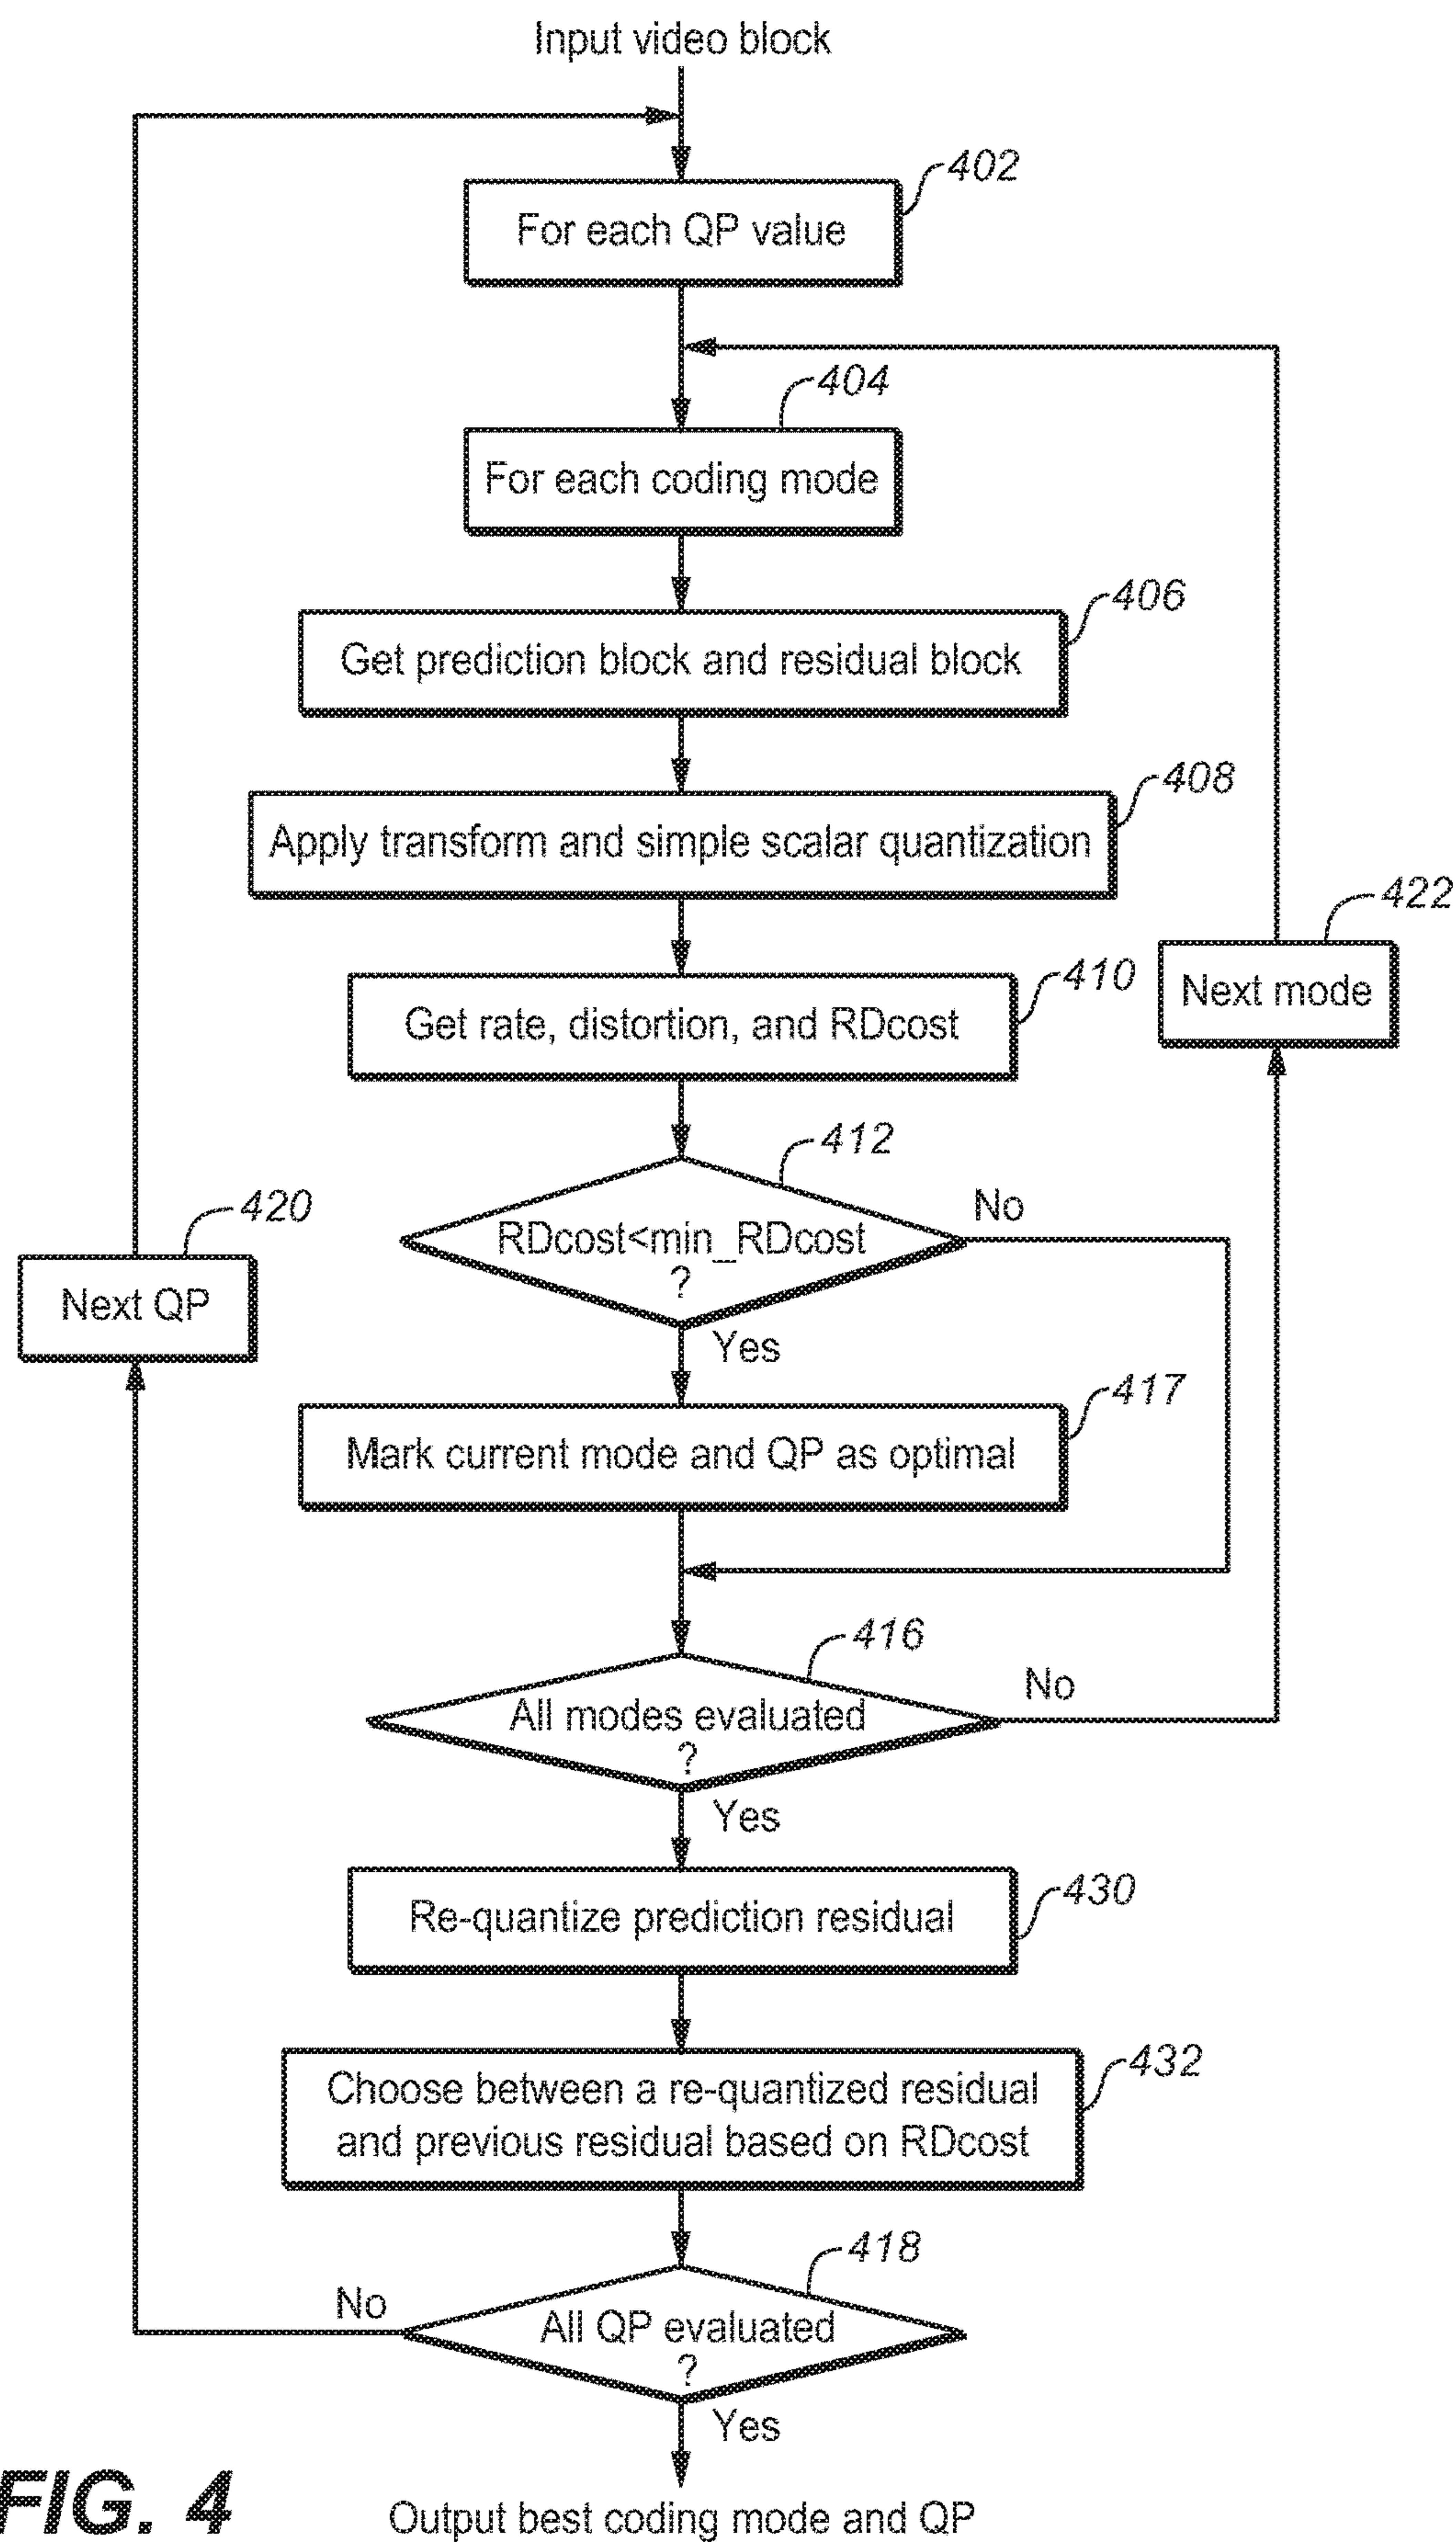 Input video block
402
For each QP value
404
For each coding mode
406
Get prediction block and residual block
408
Apply transform and simple scalar quantization
422
Next mode
410
Get rate, distortion, and RDcost
412
RDcost<min_RDcost
?
No
Yes
420
Next QP
417
Mark current mode and QP as optimal
416
All modes evaluated
?
No
Yes
430
Re-quantize prediction residual
432
Choose between a re-quantized residual
and previous residual based on RDcost
418
All QP evaluated
?
No
Yes
Output best coding mode and QP
FIG. 4